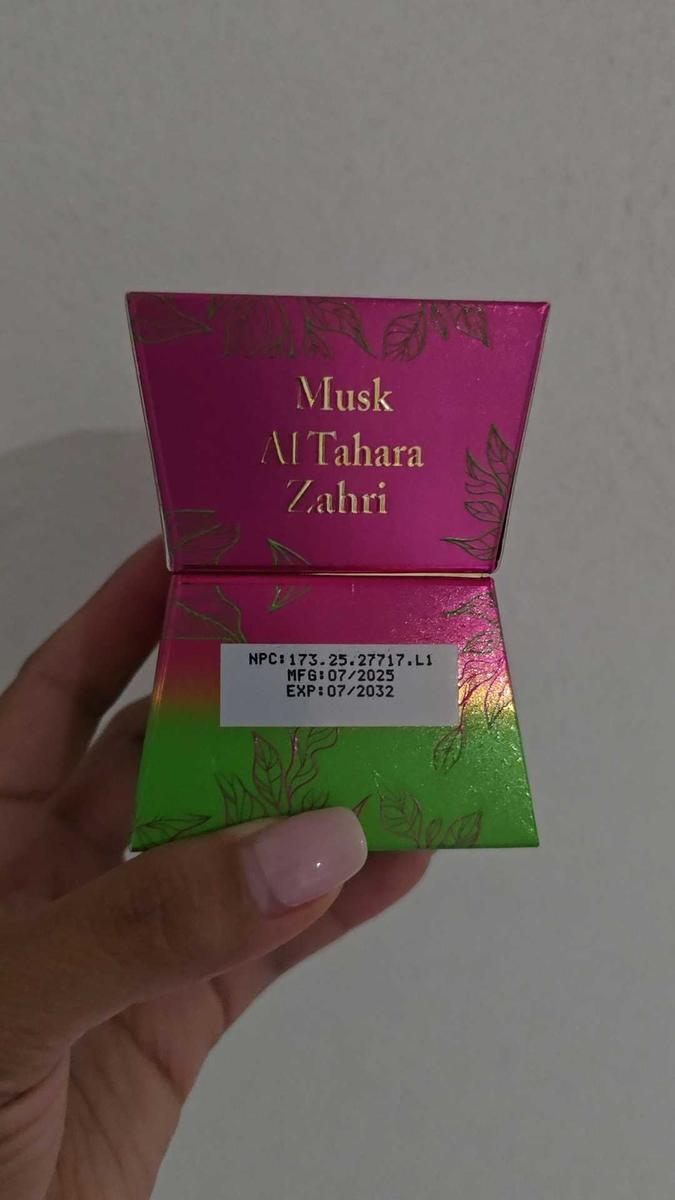 Musk
Al Tahara
Zahri
NPC:173.25.27717.L1
MFG:07/2025
EXP:07/2032